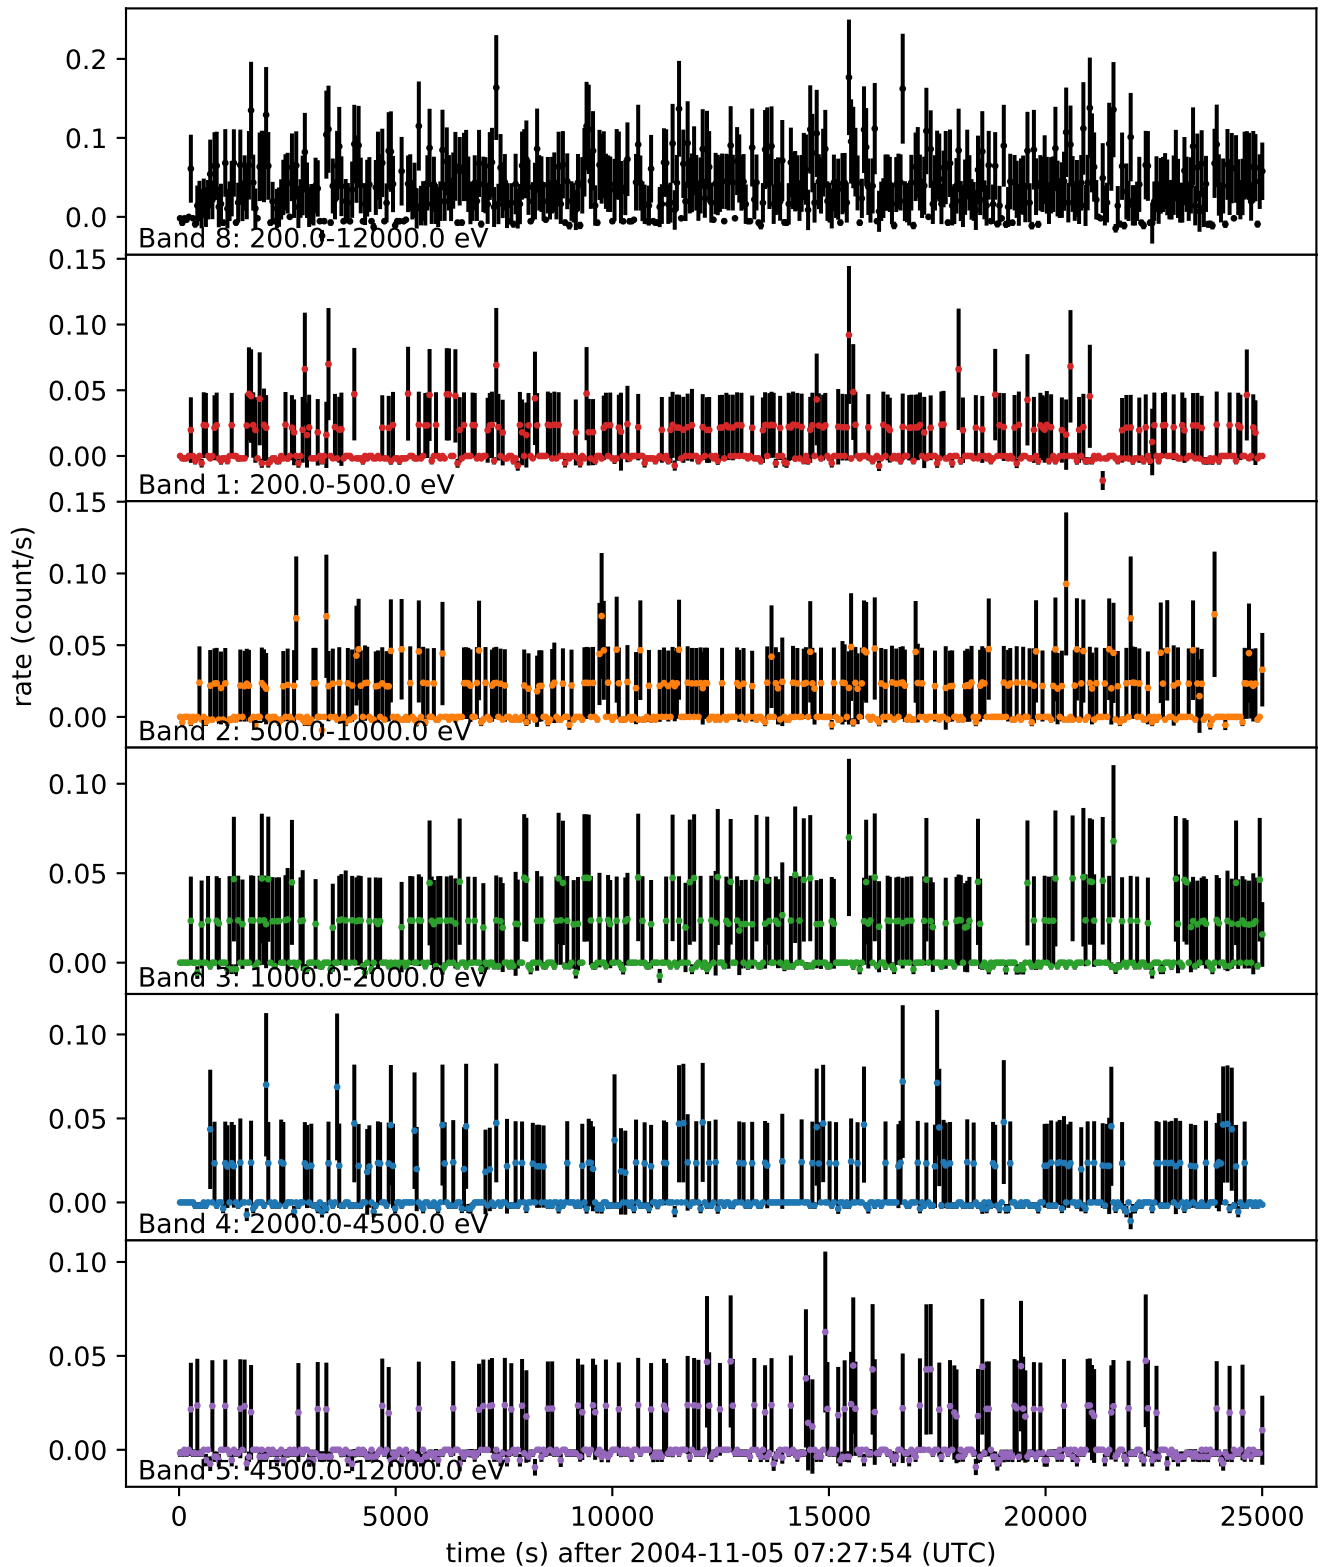 0.2
0.1
0.0
Band 8: 200.0-12000.0 eV
0.15
0.10
0.05
0.00
Band 1: 200.0-500.0 eV
0.15
0.10
0.05
0.00
Band 2: 500.0-1000.0 eV
rate (count/s)
0.10
0.05
0.00
Band 3: 1000.0-2000.0 eV
0.10
0.05
0.00
Band 4: 2000.0-4500.0 eV
0.10
0.05
0.00
Band 5: 4500.0-12000.0 eV
0 5000 10000 15000 20000 25000
time (s) after 2004-11-05 07:27:54 (UTC)